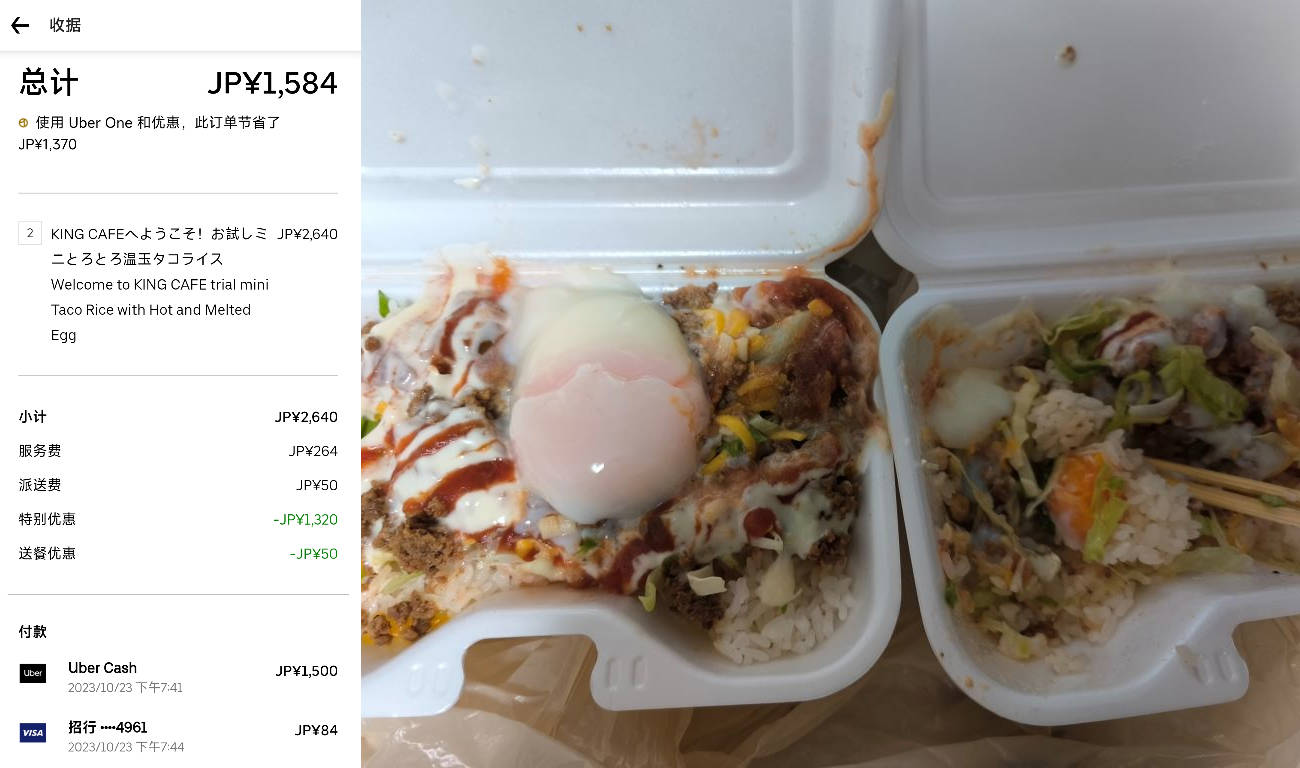 收据
总计 JP¥1,584
使用 Uber One 和优惠，此订单节省了
JP¥1,370
2 KING CAFEへようこそ！お試しミ JP¥2,640
ニとろとろ温玉タコライス
Welcome to KING CAFE trial mini
Taco Rice with Hot and Melted
Egg
小计 JP¥2,640
服务费 JP¥264
派送费 JP¥50
特别优惠 -JP¥1,320
送餐优惠 -JP¥50
付款
Uber Uber Cash JP¥1,500
2023/10/23 下午7:41
VISA 招行 ••••4961 JP¥84
2023/10/23 下午7:44